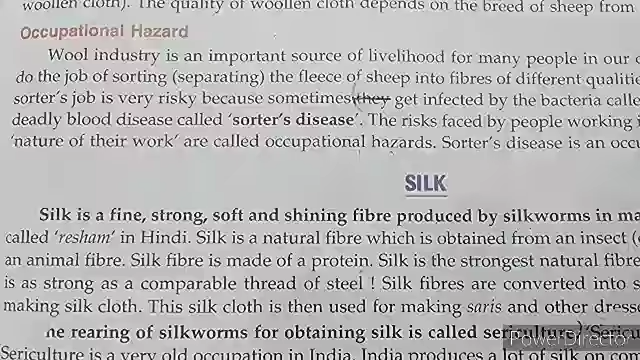 woollen cloth). The quality of woollen cloth depends on the breed of sheep from
Occupational Hazard
Wool industry is an important source of livelihood for many people in our
do the job of sorting (separating) the fleece of sheep into fibres of different qualitie
sorter's job is very risky because sometimes they get infected by the bacteria calle
deadly blood disease called 'sorter's disease'. The risks faced by people working i
'nature of their work' are called occupational hazards. Sorter's disease is an occu
SILK
Silk is a fine, strong, soft and shining fibre produced by silkworms in ma
called 'resham' in Hindi. Silk is a natural fibre which is obtained from an insect (
an animal fibre. Silk fibre is made of a protein. Silk is the strongest natural fibre
is as strong as a comparable thread of steel ! Silk fibres are converted into s
making silk cloth. This silk cloth is then used for making saris and other dresse
he rearing of silkworms for obtaining silk is called sericulture. 'Sericu
Sericulture is a very old occupation in India. India produces a lot of silk on co
PowerDirector